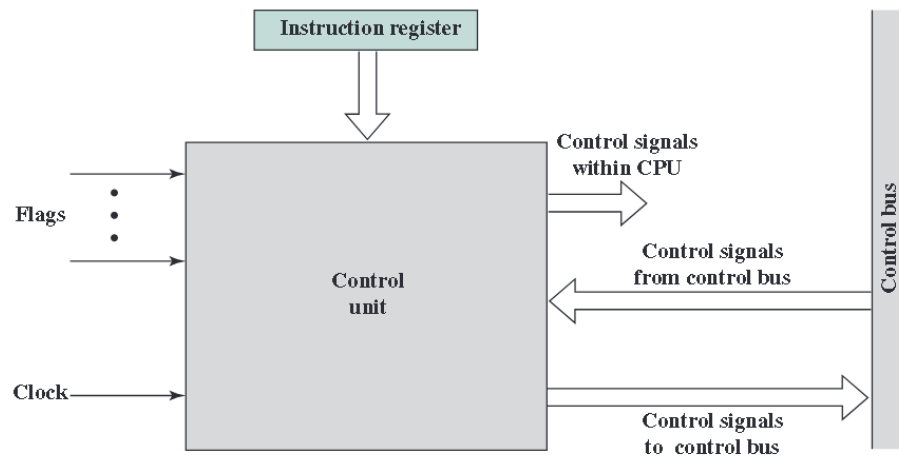 Instruction register
Control signals
within CPU
Flags
Control signals
from control bus
Control
unit
Control bus
Clock
Control signals
to control bus